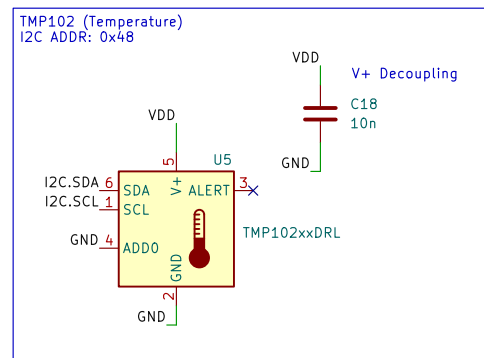 TMP102 (Temperature)
I2C ADDR: 0x48
VDD
V+ Decoupling
C18
10n
GND
VDD
5
U5
I2C.SDA 6 SDA V+ ALERT 3
I2C.SCL 1 SCL
TMP102xxDRL
GND 4 ADD0
GND
2
GND